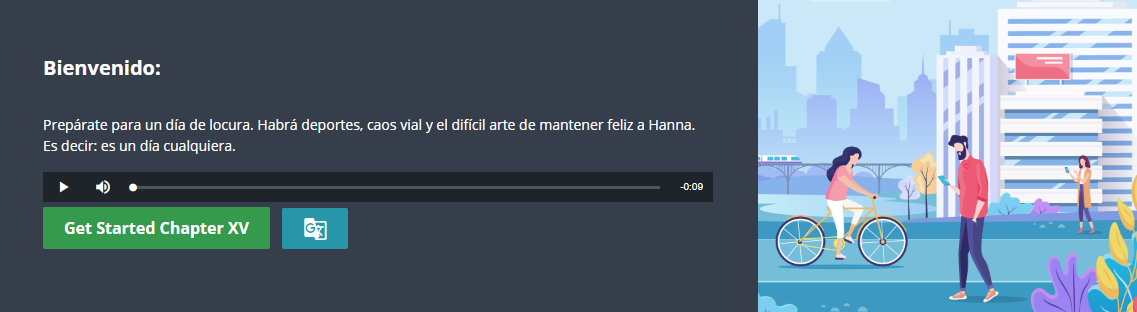 Bienvenido:
Prepárate para un día de locura. Habrá deportes, caos vial y el difícil arte de mantener feliz a Hanna.
Es decir: es un día cualquiera.
-0:09
Get Started Chapter XV